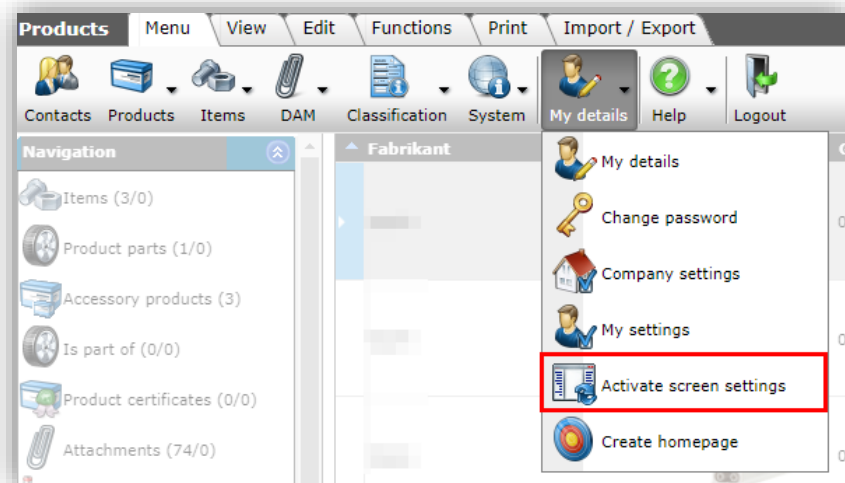 Products Menu View Edit Functions Print Import / Export
Contacts Products Items DAM Classification System My details Help Logout
Navigation
Items (3/0)
Product parts (1/0)
Accessory products (3)
Is part of (0/0)
Product certificates (0/0)
Attachments (74/0)
Fabrikant
My details
Change password
Company settings
My settings
Activate screen settings
Create homepage